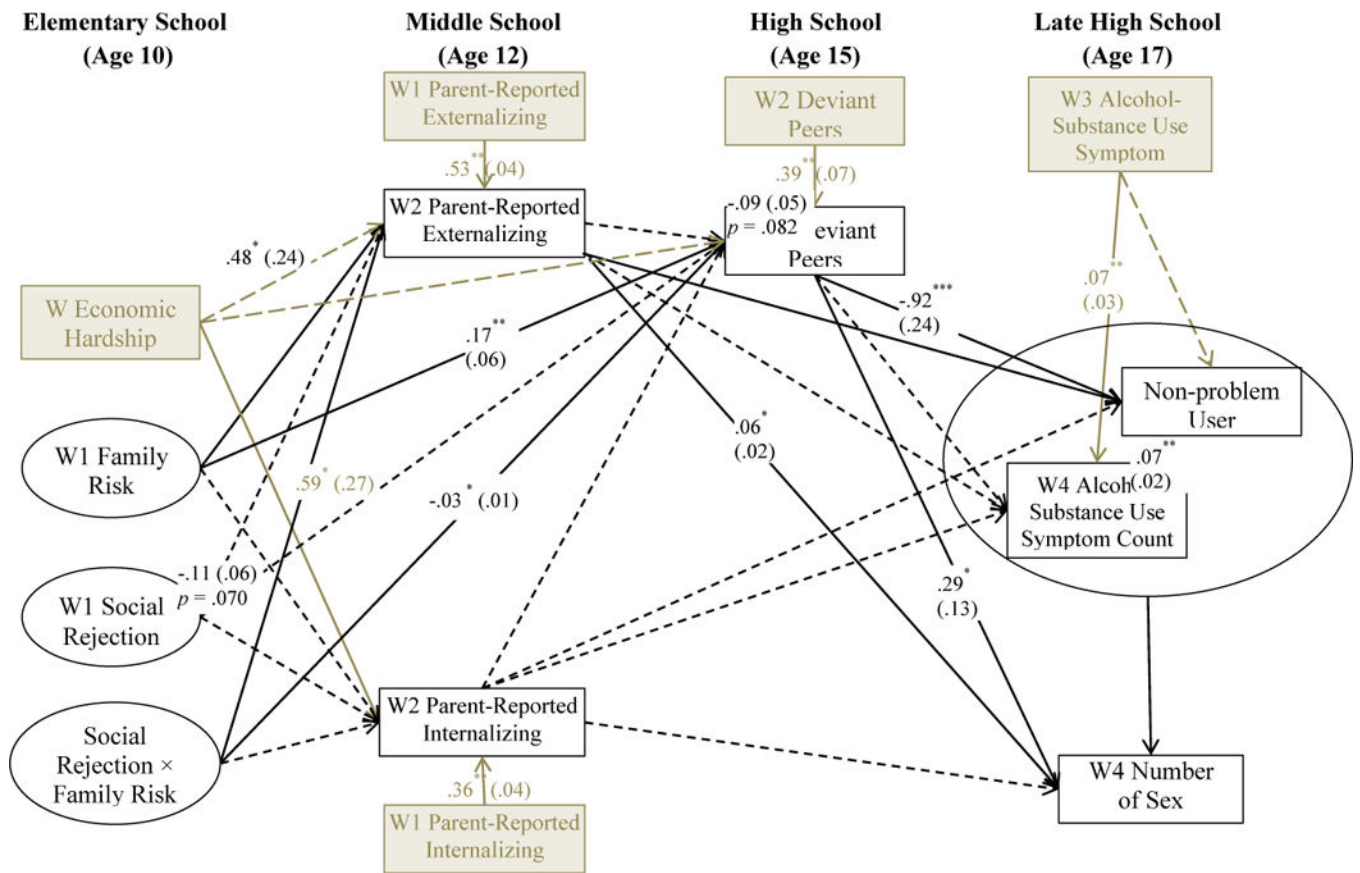 Elementary School
(Age 10)
Middle School
(Age 12)
High School
(Age 15)
Late High School
(Age 17)
W1 Parent-Reported
Externalizing
W2 Deviant
Peers
W3 Alcohol-
Substance Use
Symptom
.53**(.04)
.39**(.07)
W2 Parent-Reported
Externalizing
-.09 (.05)
p = .082
eviant
Peers
.48* (.24)
W Economic
Hardship
.07**
(.03)
-.92***
(.24)
.17**
(.06)
Non-problem
User
.06*
(.02)
W1 Family
Risk
.59* (.27)
-.03* (.01)
.07**
(.02)
W4 Alcoh
Substance Use
Symptom Count
-.11 (.06)
p = .070
W1 Social
Rejection
.29*
(.13)
W2 Parent-Reported
Internalizing
Social
Rejection ×
Family Risk
W4 Number
of Sex
.36**(.04)
W1 Parent-Reported
Internalizing